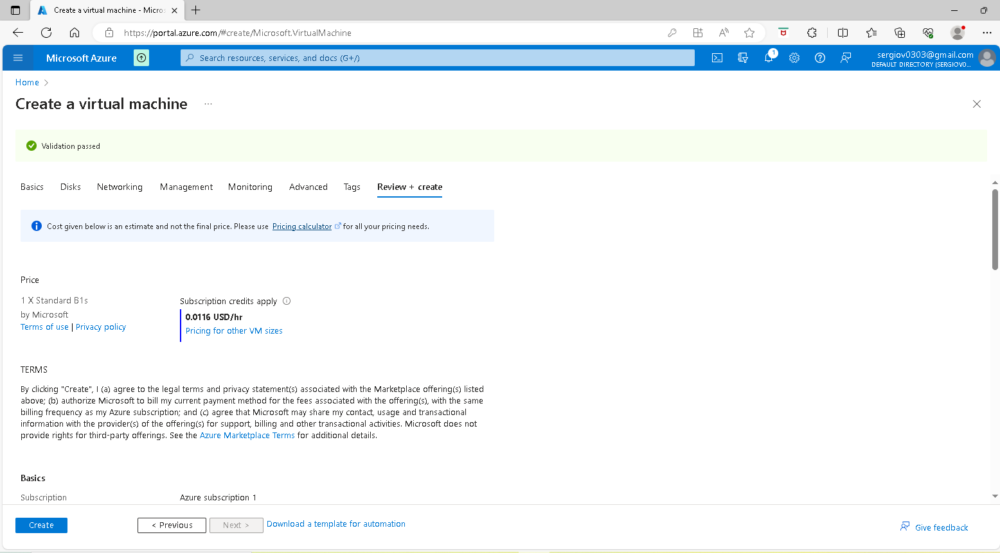 Create a virtual machine - Micros
https://portal.azure.com/#create/Microsoft.VirtualMachine
Microsoft Azure
Search resources, services, and docs (G+/)
1
sergiov0303@gmail.com
DEFAULT DIRECTORY (SERGIOV0...
Home
Create a virtual machine
Validation passed
Basics Disks Networking Management Monitoring Advanced Tags Review + create
Cost given below is an estimate and not the final price. Please use Pricing calculator for all your pricing needs.
Price
1 X Standard B1s
by Microsoft
Terms of use | Privacy policy
Subscription credits apply
0.0116 USD/hr
Pricing for other VM sizes
TERMS
By clicking "Create", I (a) agree to the legal terms and privacy statement(s) associated with the Marketplace offering(s) listed
above; (b) authorize Microsoft to bill my current payment method for the fees associated with the offering(s), with the same
billing frequency as my Azure subscription; and (c) agree that Microsoft may share my contact, usage and transactional
information with the provider(s) of the offering(s) for support, billing and other transactional activities. Microsoft does not
provide rights for third-party offerings. See the Azure Marketplace Terms for additional details.
Basics
Subscription Azure subscription 1
Create
< Previous
Next >
Download a template for automation
Give feedback